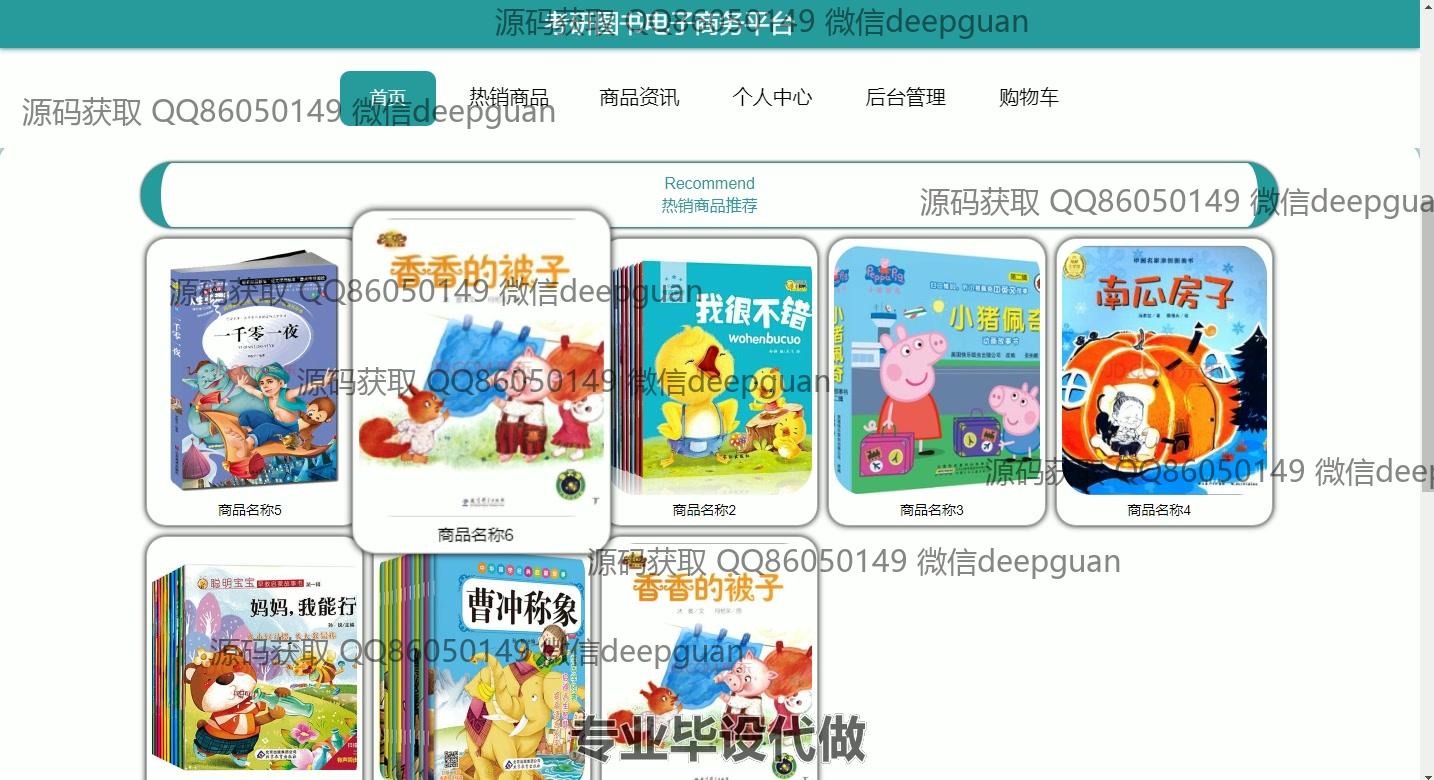 考研图书电子商务平台
源码获取 QQ86050149 微信deepguan
首页
热销商品
商品资讯
个人中心
后台管理
购物车
源码获取 QQ86050149 微信deepguan
Recommend
热销商品推荐
源码获取 QQ86050149 微信deepgua
一千零一夜
香香的被子
我很不错
wohenbucuo
Peppa Pig
小猪佩奇
动画故事书
南瓜房子
源码获取 QQ86050149 微信deepguan
源码获取 QQ86050149 微信deepguan
源码获取 QQ86050149 微信deep
商品名称5
商品名称6
商品名称2
商品名称3
商品名称4
源码获取 QQ86050149 微信deepguan
聪明宝宝
妈妈,我能行
曹冲称象
香香的被子
源码获取 QQ86050149 微信deepguan
专业毕设代做